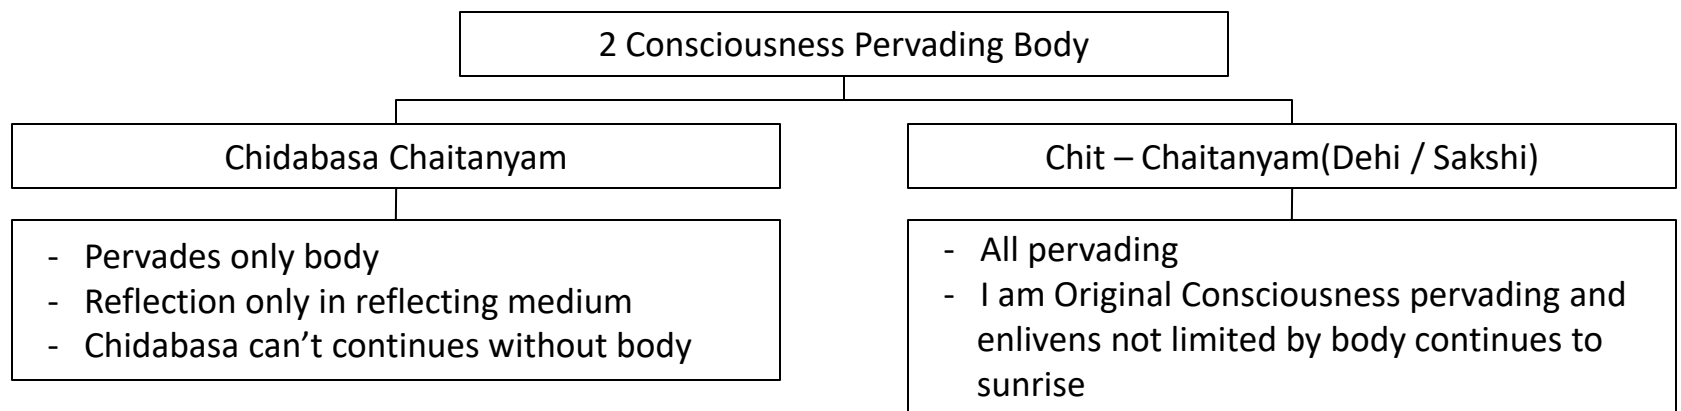 2 Consciousness Pervading Body
Chidabasa Chaitanyam
Chit – Chaitanyam(Dehi / Sakshi)
- Pervades only body
- Reflection only in reflecting medium
- Chidabasa can’t continues without body
- All pervading
- I am Original Consciousness pervading and
enlivens not limited by body continues to
sunrise